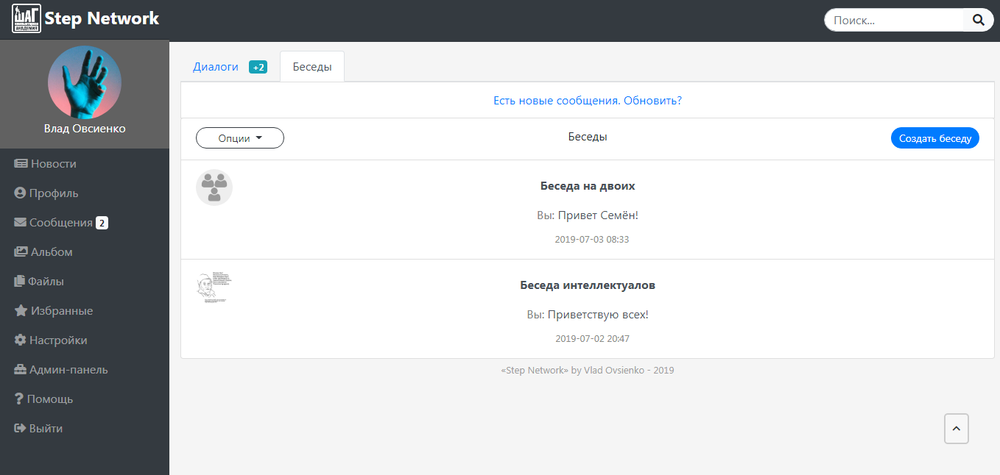 ШАГ
КОМПЬЮТЕРНАЯ
АКАДЕМИЯ
Step Network
Поиск...
Влад Овсиенко
Новости
Профиль
Сообщения 2
Альбом
Файлы
Избранные
Настройки
Админ-панель
Помощь
Выйти
Диалоги +2 Беседы
Есть новые сообщения. Обновить?
Опции Беседы Создать беседу
Беседа на двоих
Вы: Привет Семён!
2019-07-03 08:33
Беседа интеллектуалов
Вы: Приветствую всех!
2019-07-02 20:47
«Step Network» by Vlad Ovsienko - 2019